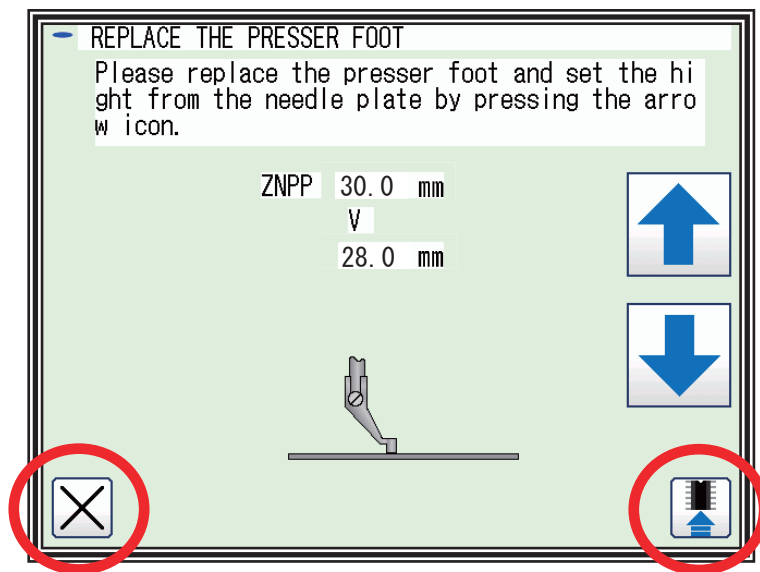 REPLACE THE PRESSER FOOT
Please replace the presser foot and set the hi
ght from the needle plate by pressing the arro
w icon.
ZNPP 30.0 mm
V
28.0 mm